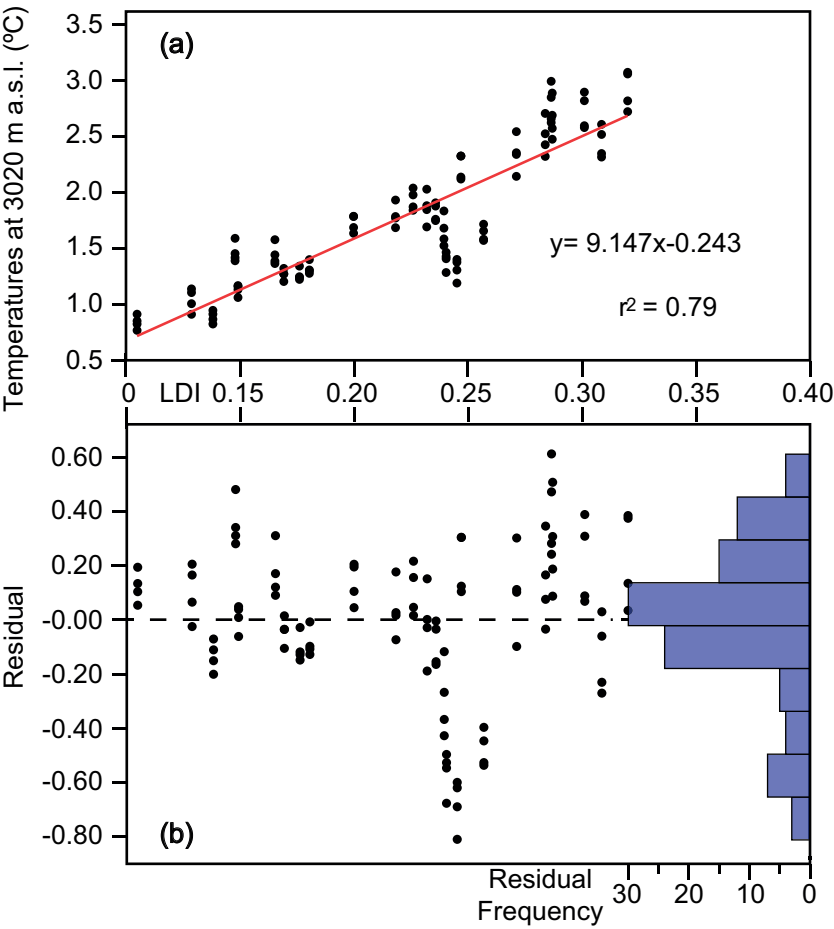 Temperatures at 3020 m a.s.l. (ºC)
3.5
3.0
2.5
2.0
1.5
1.0
0.5
(a)
y= 9.147x-0.243
r² = 0.79
0 LDI 0.15 0.20 0.25 0.30 0.35 0.40
Residual
0.60
0.40
0.20
-0.00
-0.20
-0.40
-0.60
-0.80
(b)
Residual
Frequency
30 20 10 0